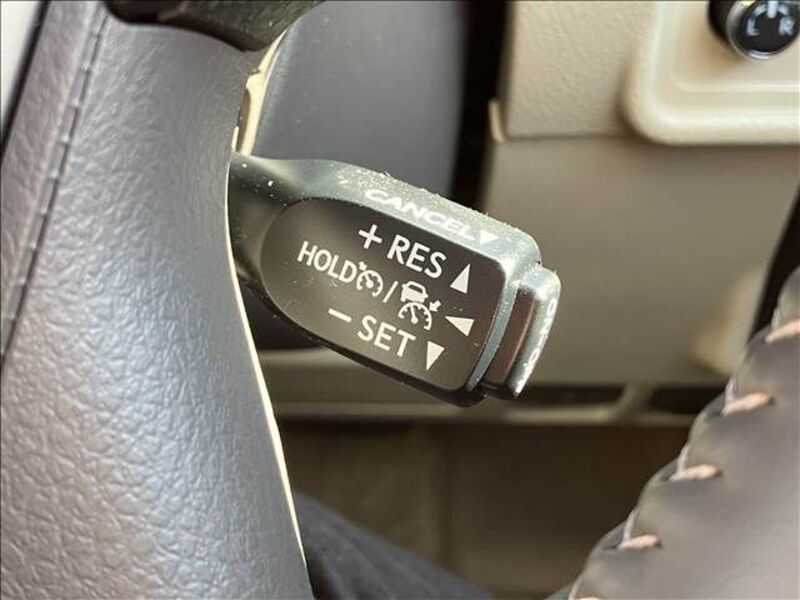 L R
CANCEL
+ RES
HOLD /
- SET